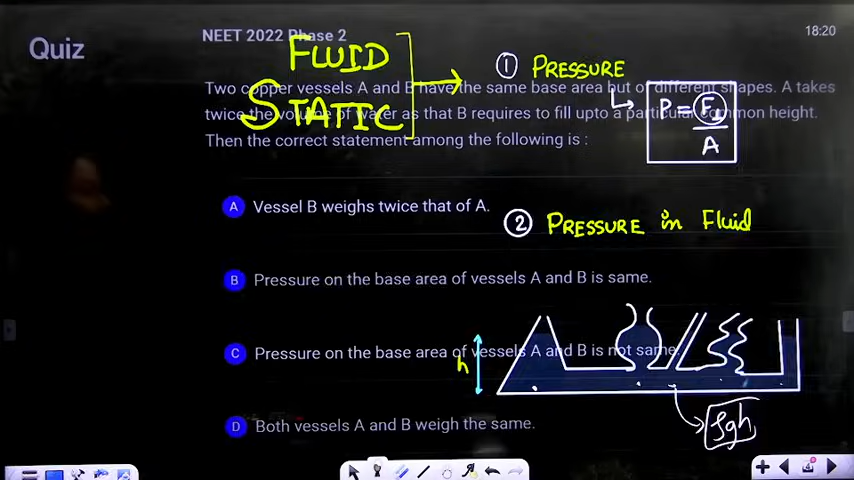 Quiz
NEET 2022 Phase 2
18:20
FLUID
STATIC
① PRESSURE
P = F⊥
A
Two copper vessels A and B have the same base area but of different shapes. A takes
twice the volume of water as that B requires to fill upto a particular common height.
Then the correct statement among the following is :
A Vessel B weighs twice that of A.
② PRESSURE in Fluid
B Pressure on the base area of vessels A and B is same.
C Pressure on the base area of vessels A and B is not same.
h
ρgh
D Both vessels A and B weigh the same.